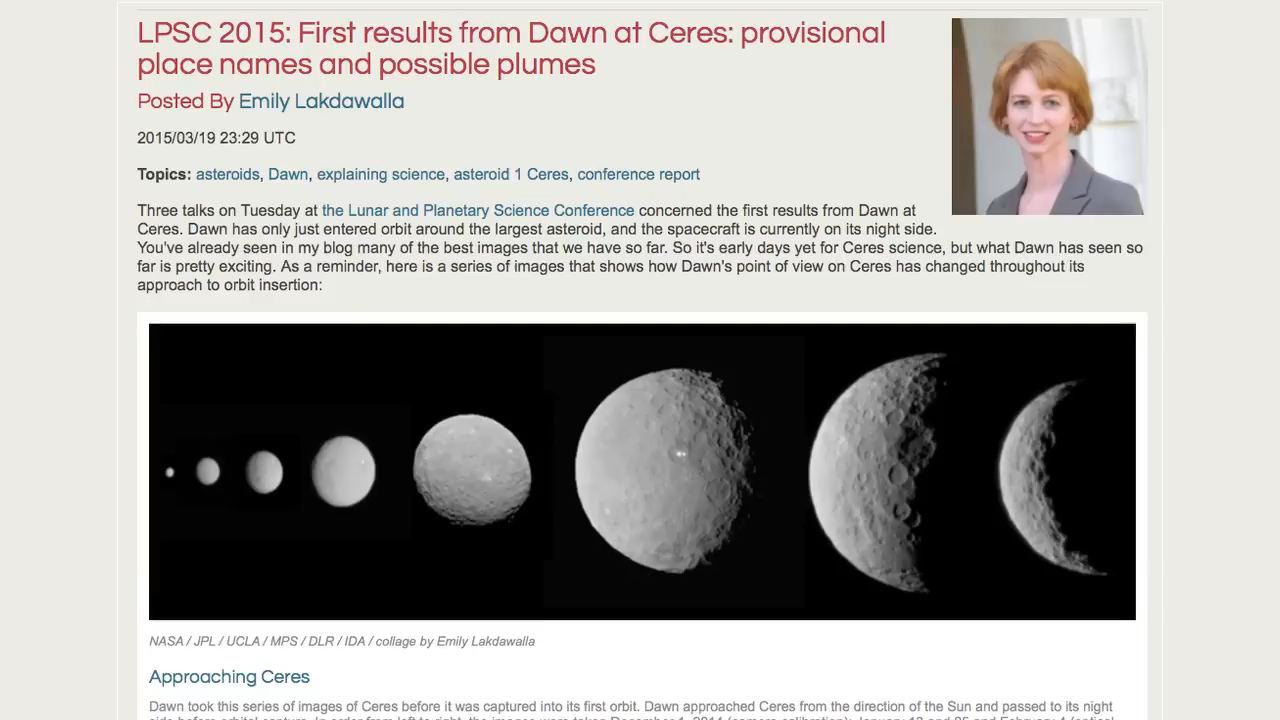 LPSC 2015: First results from Dawn at Ceres: provisional
place names and possible plumes
Posted By Emily Lakdawalla
2015/03/19 23:29 UTC
Topics: asteroids, Dawn, explaining science, asteroid 1 Ceres, conference report
Three talks on Tuesday at the Lunar and Planetary Science Conference concerned the first results from Dawn at
Ceres. Dawn has only just entered orbit around the largest asteroid, and the spacecraft is currently on its night side.
You've already seen in my blog many of the best images that we have so far. So it's early days yet for Ceres science, but what Dawn has seen so
far is pretty exciting. As a reminder, here is a series of images that shows how Dawn's point of view on Ceres has changed throughout its
approach to orbit insertion:
NASA / JPL / UCLA / MPS / DLR / IDA / collage by Emily Lakdawalla
Approaching Ceres
Dawn took this series of images of Ceres before it was captured into its first orbit. Dawn approached Ceres from the direction of the Sun and passed to its night